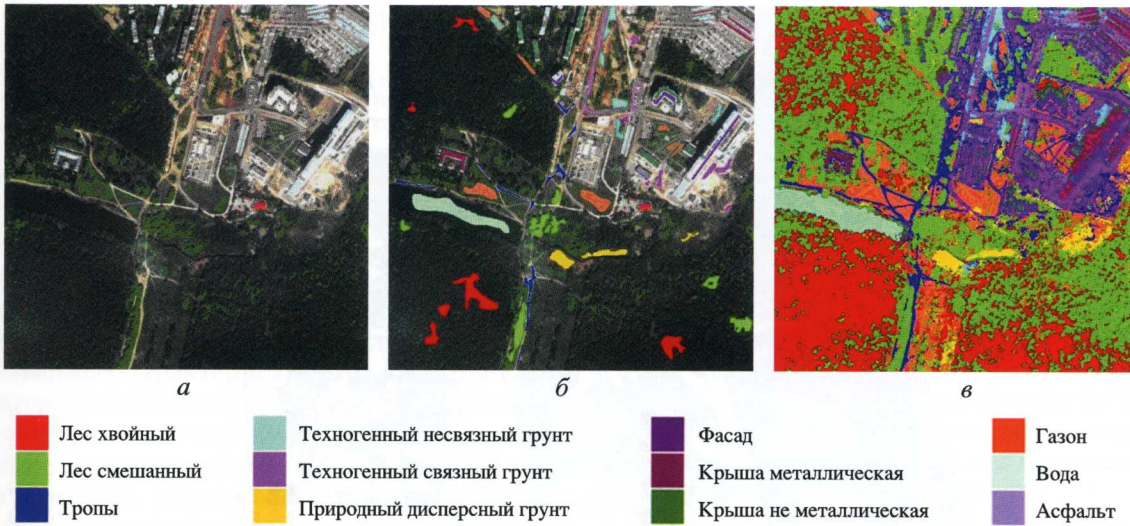 а б в
Лес хвойный Техногенный несвязный грунт Фасад Газон
Лес смешанный Техногенный связный грунт Крыша металлическая Вода
Тропы Природный дисперсный грунт Крыша не металлическая Асфальт